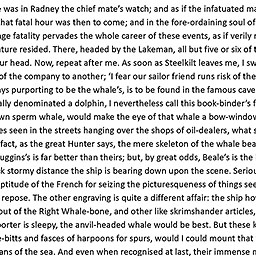 was in Radney the chief mate's watch; and as if the infatuated ma
that fatal hour was then to come; and in the fore-ordaining soul of
ge fatality pervades the whole career of these events, as if verily
ture resided. There, headed by the Lakeman, all but five or six of t
ur head. Now, repeat after me. As soon as Steelkilt leaves me, I sw
of the company to another; 'I fear our sailor friend runs risk of the
ys purporting to be the whale's, is to be found in the famous cave
ally denominated a dolphin, I nevertheless call this book-binder's f
wn sperm whale, would make the eye of that whale a bow-window
es seen in the streets hanging over the shops of oil-dealers, what s
fact, as the great Hunter says, the mere skeleton of the whale bea
uggins's is far better than theirs; but, by great odds, Beale's is the
k stormy distance the ship is bearing down upon the scene. Seriou
ptitude of the French for seizing the picturesqueness of things see
repose. The other engraving is quite a different affair: the ship hov
out of the Right Whale-bone, and other like skrimshander articles,
orter is sleepy, the anvil-headed whale would be best. But these k
e-bitts and fasces of harpoons for spurs, would I could mount that
ans of the sea. And even when recognised at last, their immense m